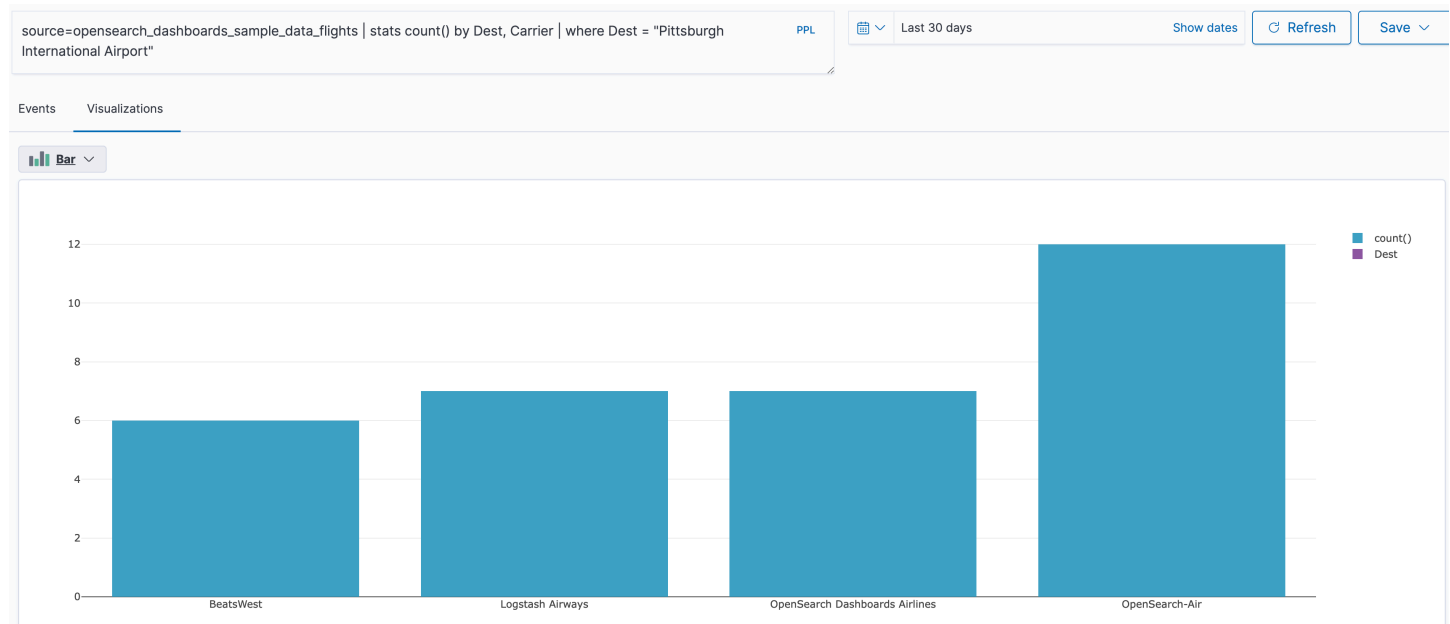 source=opensearch_dashboards_sample_data_flights | stats count() by Dest, Carrier | where Dest = "Pittsburgh
International Airport"
PPL
Last 30 days
Show dates
Refresh
Save
Events
Visualizations
Bar
12
10
8
6
4
2
0
BeatsWest
Logstash Airways
OpenSearch Dashboards Airlines
OpenSearch-Air
count()
Dest